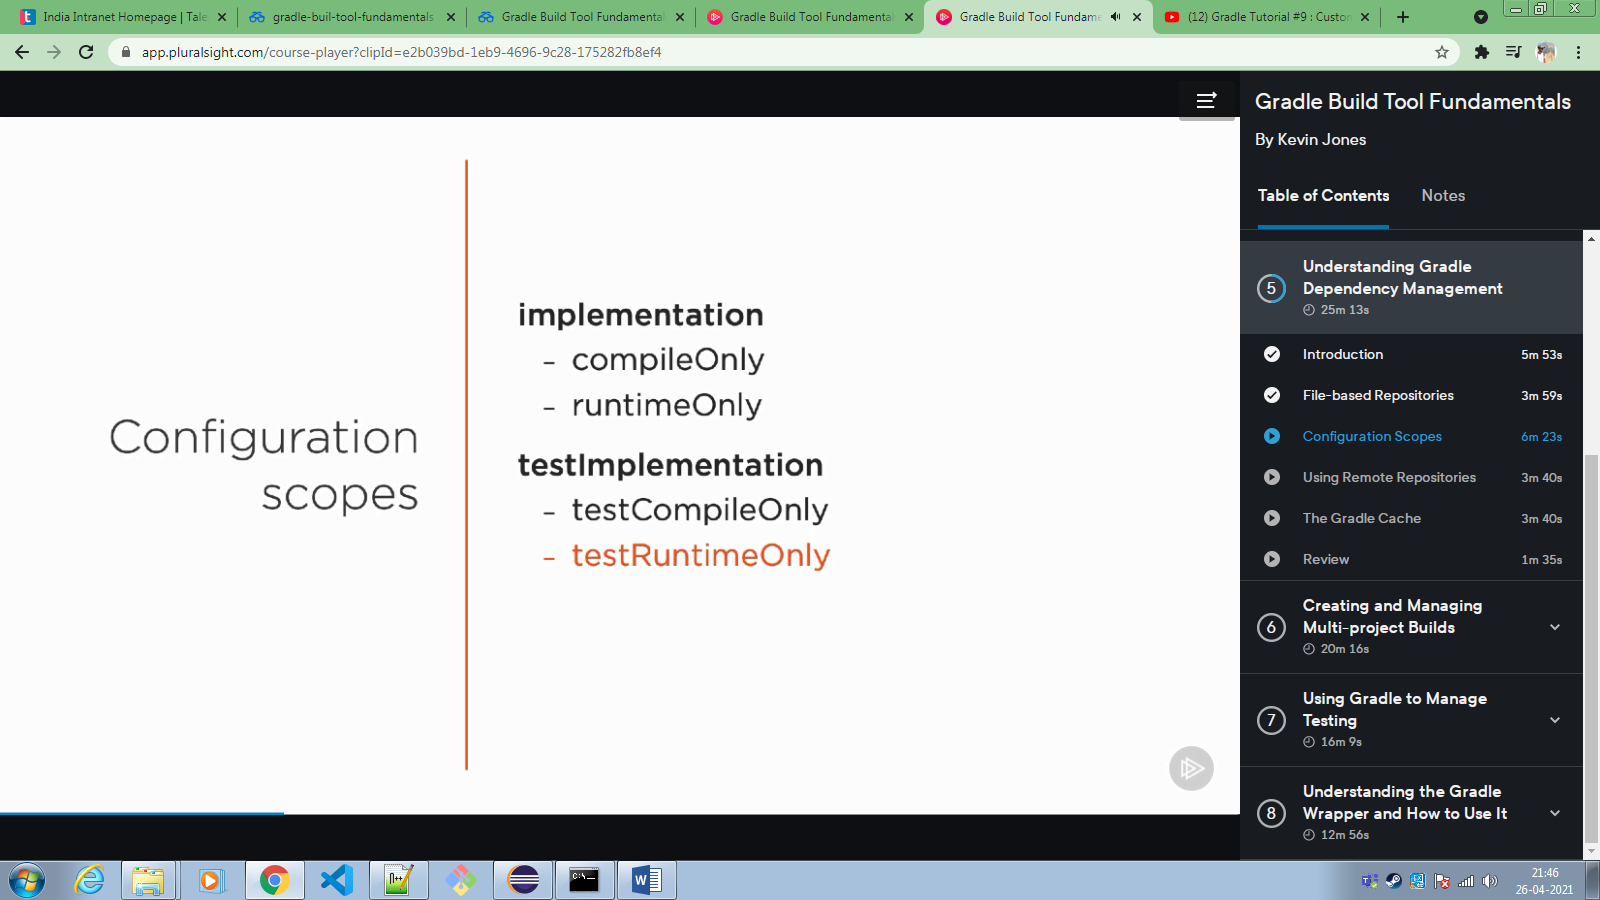 India Intranet Homepage | Tale
gradle-buil-tool-fundamentals
Gradle Build Tool Fundamental
Gradle Build Tool Fundamental
Gradle Build Tool Fundame
(12) Gradle Tutorial #9 : Custon
app.pluralsight.com/course-player?clipId=e2b039bd-1eb9-4696-9c28-175282fb8ef4
Configuration
scopes
implementation
– compileOnly
– runtimeOnly
testImplementation
– testCompileOnly
– testRuntimeOnly
Gradle Build Tool Fundamentals
By Kevin Jones
Table of Contents
Notes
5
Understanding Gradle
Dependency Management
25m 13s
Introduction 5m 53s
File-based Repositories 3m 59s
Configuration Scopes 6m 23s
Using Remote Repositories 3m 40s
The Gradle Cache 3m 40s
Review 1m 35s
6
Creating and Managing
Multi-project Builds
20m 16s
7
Using Gradle to Manage
Testing
16m 9s
8
Understanding the Gradle
Wrapper and How to Use It
12m 56s
21:46
26-04-2021